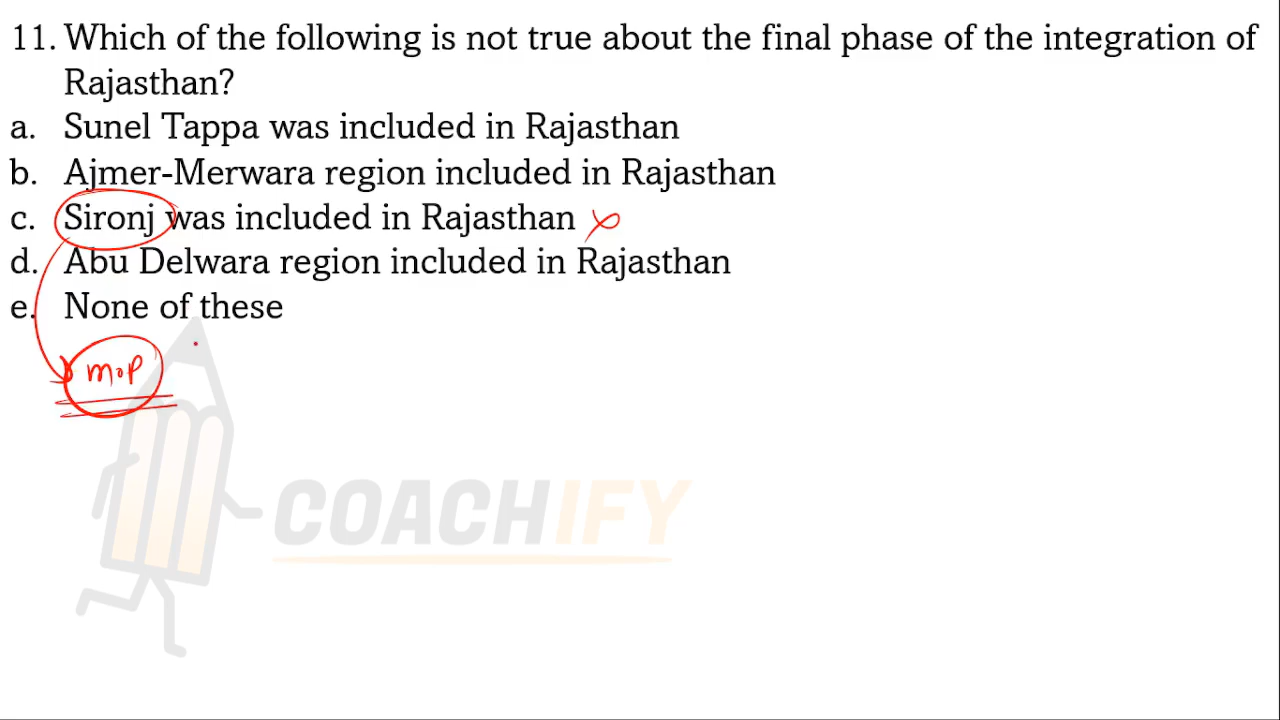 11. Which of the following is not true about the final phase of the integration of
Rajasthan?
a. Sunel Tappa was included in Rajasthan
b. Ajmer-Merwara region included in Rajasthan
c. Sironj was included in Rajasthan
d. Abu Delwara region included in Rajasthan
e. None of these
m.p
COACHIFY